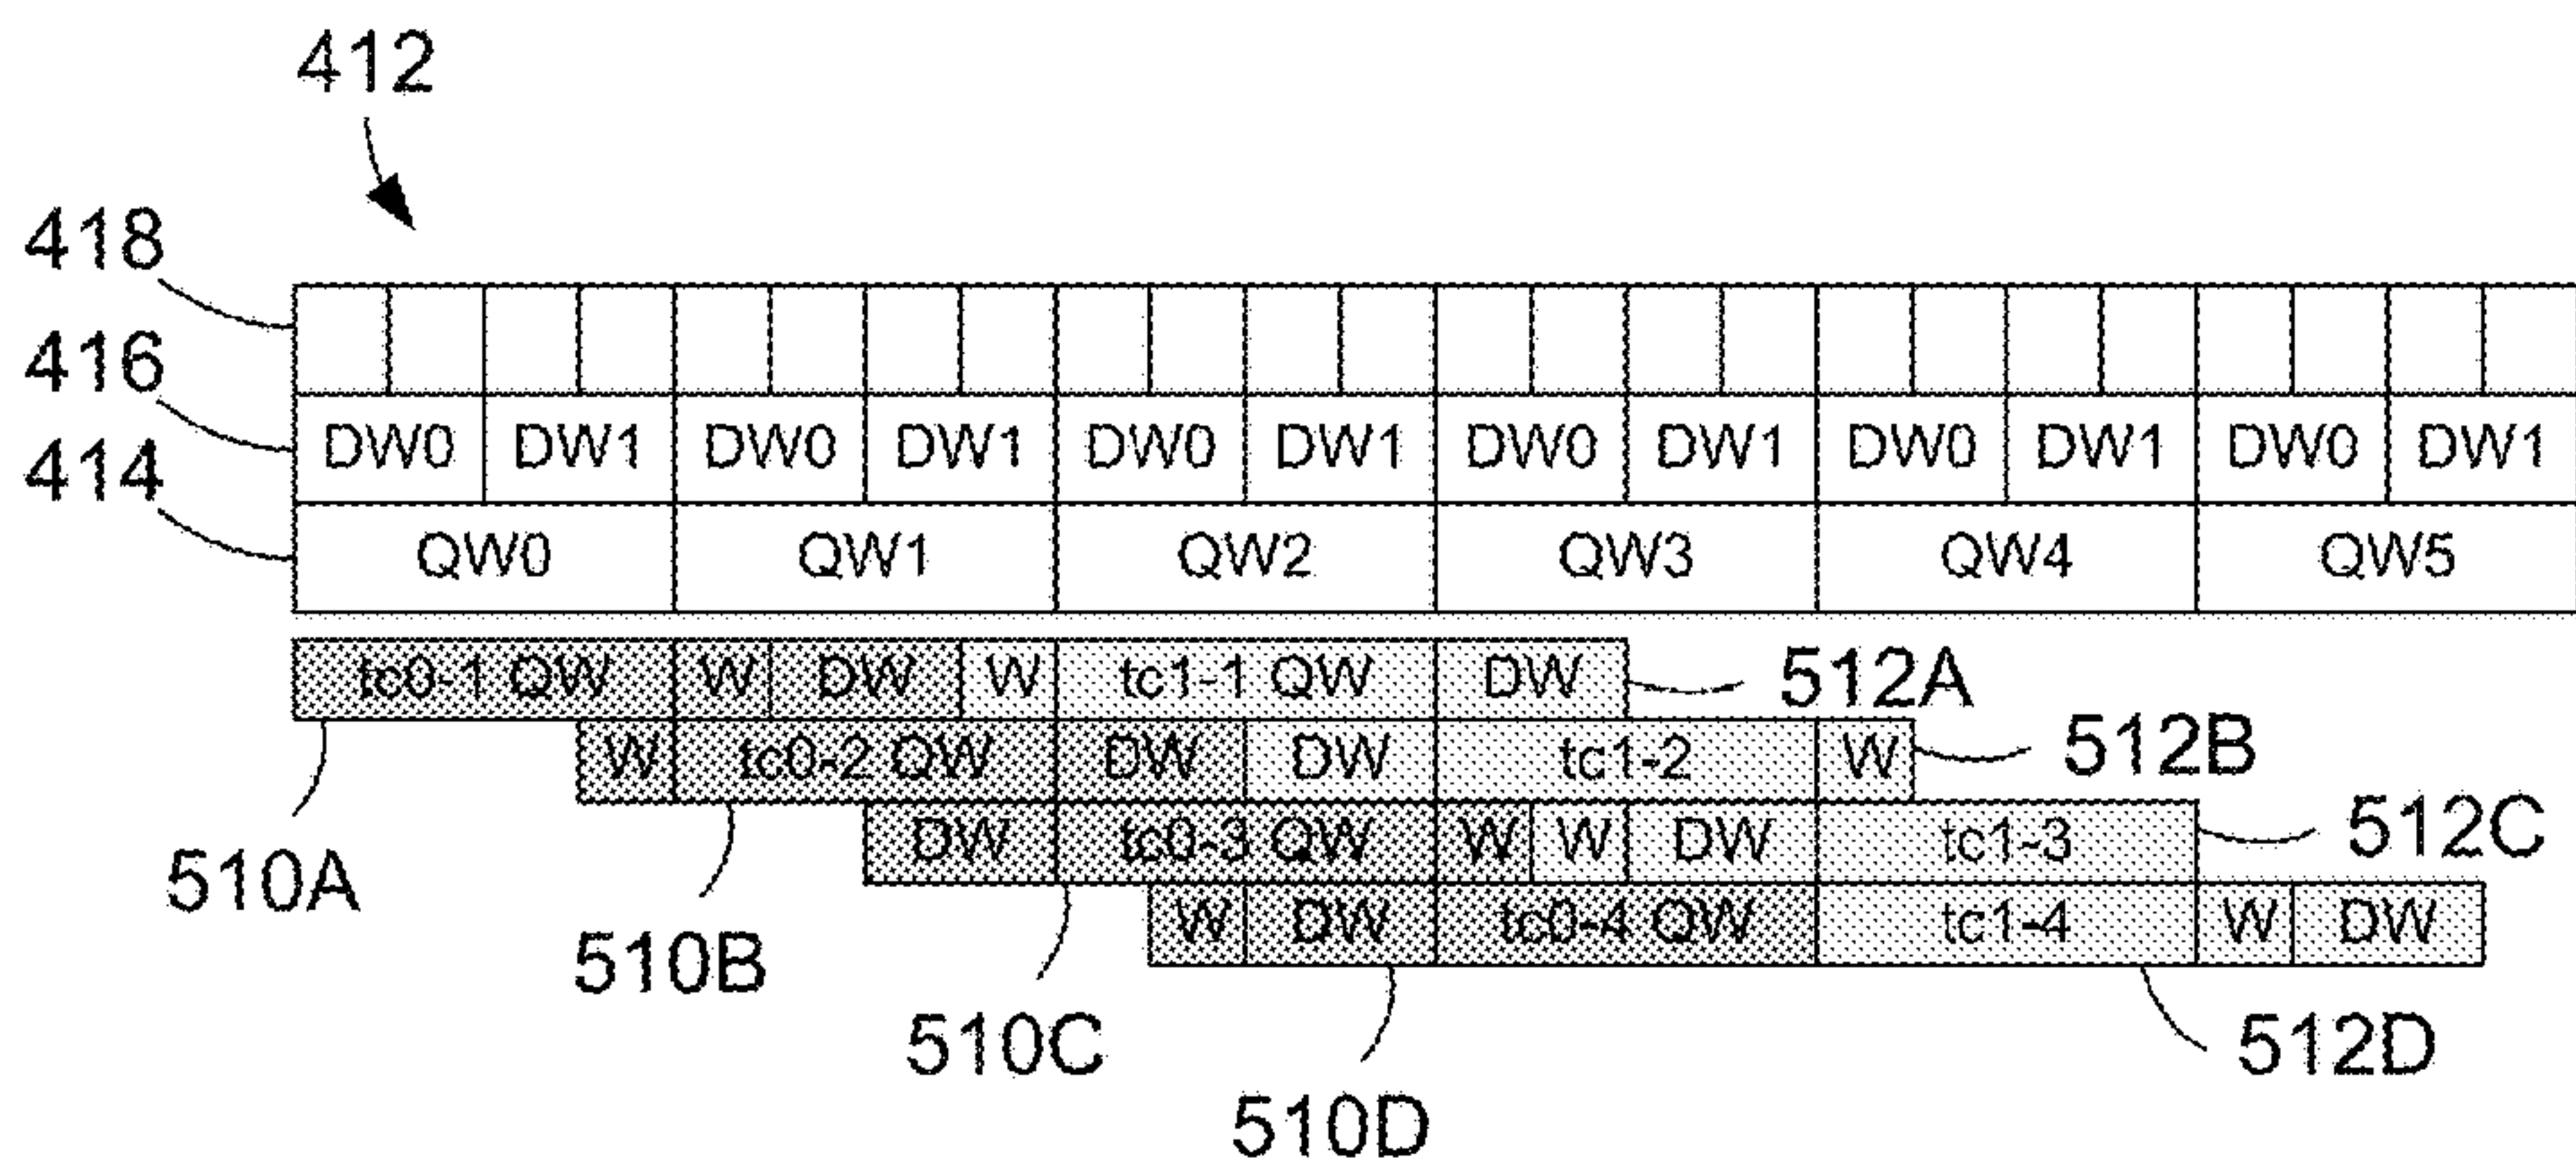 412
418
416
414
DW0 DW1 DW0 DW1 DW0 DW1 DW0 DW1 DW0 DW1 DW0 DW1
QW0 QW1 QW2 QW3 QW4 QW5
tc0-1 QW W DW W tc1-1 QW DW 512A
W tc0-2 QW DW DW tc1-2 W 512B
DW tc0-3 QW W W DW tc1-3 512C
W DW tc0-4 QW tc1-4 W DW
510A
510B
510C
510D
512D